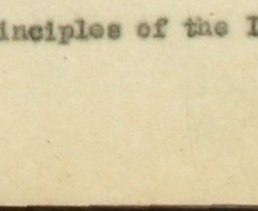 inciples of the I